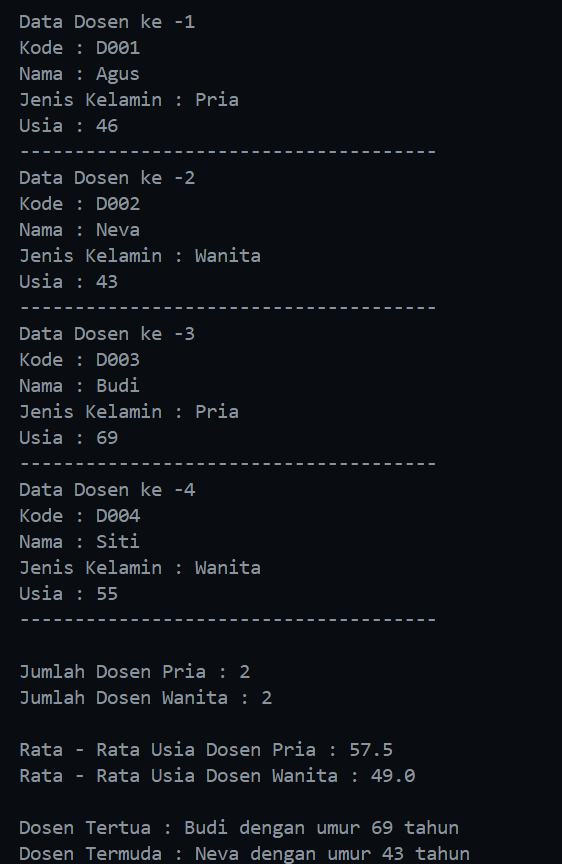 Data Dosen ke -1
Kode : D001
Nama : Agus
Jenis Kelamin : Pria
Usia : 46
--------------------------------------
Data Dosen ke -2
Kode : D002
Nama : Neva
Jenis Kelamin : Wanita
Usia : 43
--------------------------------------
Data Dosen ke -3
Kode : D003
Nama : Budi
Jenis Kelamin : Pria
Usia : 69
--------------------------------------
Data Dosen ke -4
Kode : D004
Nama : Siti
Jenis Kelamin : Wanita
Usia : 55
--------------------------------------
Jumlah Dosen Pria : 2
Jumlah Dosen Wanita : 2
Rata - Rata Usia Dosen Pria : 57.5
Rata - Rata Usia Dosen Wanita : 49.0
Dosen Tertua : Budi dengan umur 69 tahun
Dosen Termuda : Neva dengan umur 43 tahun